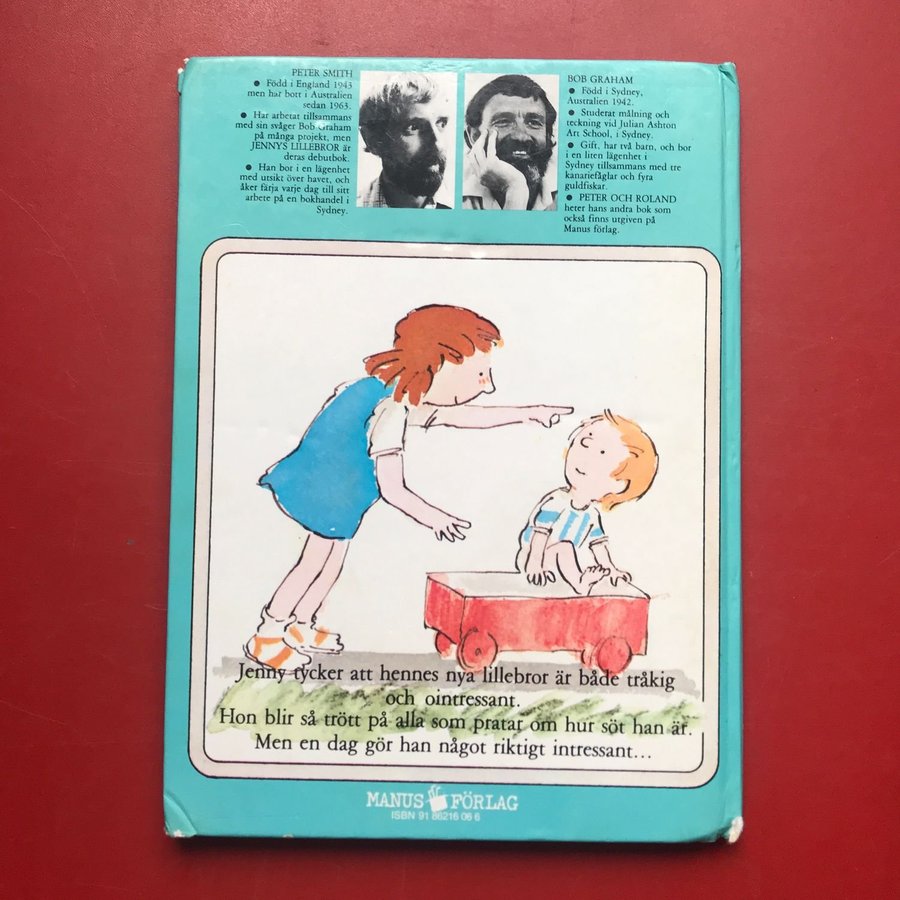 PETER SMITH
● Född i England 1943
men har bott i Australien
sedan 1963.
● Har arbetat tillsammans
med sin svåger Bob Graham
på många projekt, men
JENNYS LILLEBROR är
deras debutbok.
● Han bor i en lägenhet
med utsikt över havet, och
åker färja varje dag till sitt
arbete på en bokhandel i
Sydney.
BOB GRAHAM
● Född i Sydney,
Australien 1942.
● Studerat målning och
teckning vid Julian Ashton
Art School, i Sydney.
● Gift, har två barn, och bor
i en liten lägenhet i
Sydney tillsammans med tre
kanariefåglar och fyra
guldfiskar.
● PETER OCH ROLAND
heter hans andra bok som
också finns utgiven på
Manus förlag.
Jenny tycker att hennes nya lillebror är både tråkig
och ointressant.
Hon blir så trött på alla som pratar om hur söt han är.
Men en dag gör han något riktigt intressant...
MANUS FÖRLAG
ISBN 91 86216 06 6